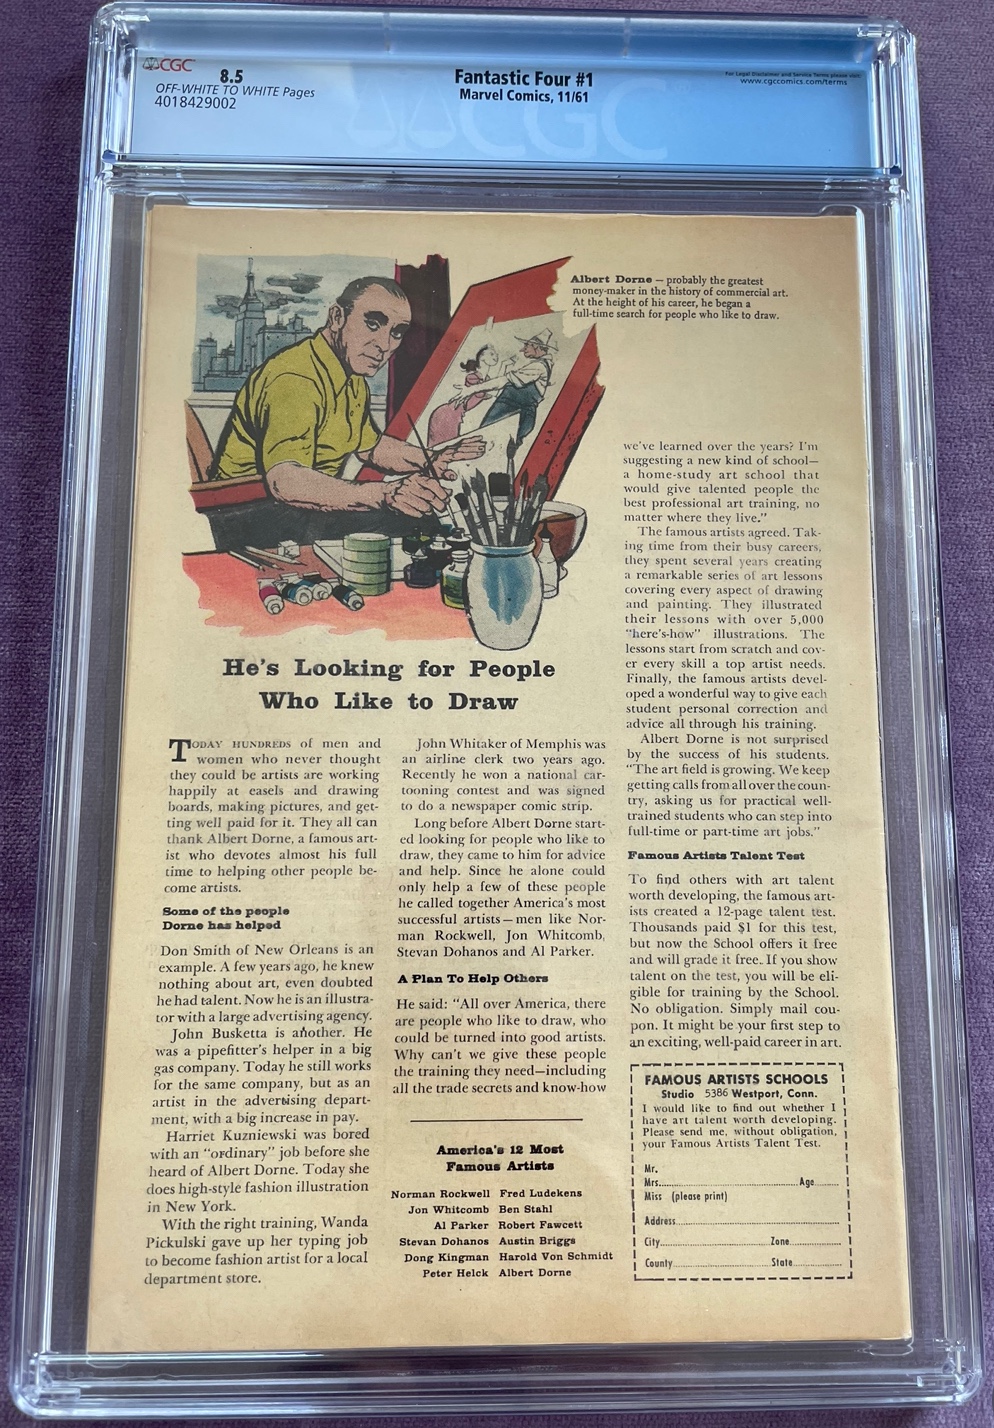 CGC
8.5
OFF-WHITE TO WHITE Pages
4018429002
Fantastic Four #1
Marvel Comics, 11/61
For Legal Disclaimer and Service Terms please visit:
www.cgccomics.com/terms
CGC
Albert Dorne — probably the greatest
money-maker in the history of commercial art.
At the height of his career, he began a
full-time search for people who like to draw.
He's Looking for People
Who Like to Draw
TODAY HUNDREDS of men and
women who never thought
they could be artists are working
happily at easels and drawing
boards, making pictures, and get-
ting well paid for it. They all can
thank Albert Dorne, a famous art-
ist who devotes almost his full
time to helping other people be-
come artists.
Some of the people
Dorne has helped
Don Smith of New Orleans is an
example. A few years ago, he knew
nothing about art, even doubted
he had talent. Now he is an illustra-
tor with a large advertising agency.
John Busketta is another. He
was a pipefitter's helper in a big
gas company. Today he still works
for the same company, but as an
artist in the advertising depart-
ment, with a big increase in pay.
Harriet Kuzniewski was bored
with an "ordinary" job before she
heard of Albert Dorne. Today she
does high-style fashion illustration
in New York.
With the right training, Wanda
Pickulski gave up her typing job
to become fashion artist for a local
department store.
John Whitaker of Memphis was
an airline clerk two years ago.
Recently he won a national car-
tooning contest and was signed
to do a newspaper comic strip.
Long before Albert Dorne start-
ed looking for people who like to
draw, they came to him for advice
and help. Since he alone could
only help a few of these people
he called together America's most
successful artists—men like Nor-
man Rockwell, Jon Whitcomb,
Stevan Dohanos and Al Parker.
A Plan To Help Others
He said: "All over America, there
are people who like to draw, who
could be turned into good artists.
Why can't we give these people
the training they need—including
all the trade secrets and know-how
America's 12 Most
Famous Artists
Norman Rockwell Fred Ludekens
Jon Whitcomb Ben Stahl
Al Parker Robert Fawcett
Stevan Dohanos Austin Briggs
Dong Kingman Harold Von Schmidt
Peter Helck Albert Dorne
we've learned over the years? I'm
suggesting a new kind of school—
a home-study art school that
would give talented people the
best professional art training, no
matter where they live."
The famous artists agreed. Tak-
ing time from their busy careers,
they spent several years creating
a remarkable series of art lessons
covering every aspect of drawing
and painting. They illustrated
their lessons with over 5,000
"here's-how" illustrations. The
lessons start from scratch and cov-
er every skill a top artist needs.
Finally, the famous artists devel-
oped a wonderful way to give each
student personal correction and
advice all through his training.
Albert Dorne is not surprised
by the success of his students.
"The art field is growing. We keep
getting calls from all over the coun-
try, asking us for practical well-
trained students who can step into
full-time or part-time art jobs."
Famous Artists Talent Test
To find others with art talent
worth developing, the famous art-
ists created a 12-page talent test.
Thousands paid $1 for this test,
but now the School offers it free
and will grade it free. If you show
talent on the test, you will be eli-
gible for training by the School.
No obligation. Simply mail cou-
pon. It might be your first step to
an exciting, well-paid career in art.
FAMOUS ARTISTS SCHOOLS
Studio 5386 Westport, Conn.
I would like to find out whether I
have art talent worth developing.
Please send me, without obligation,
your Famous Artists Talent Test.
Mr.
Mrs. Age
Miss (please print)
Address
City Zone
County State